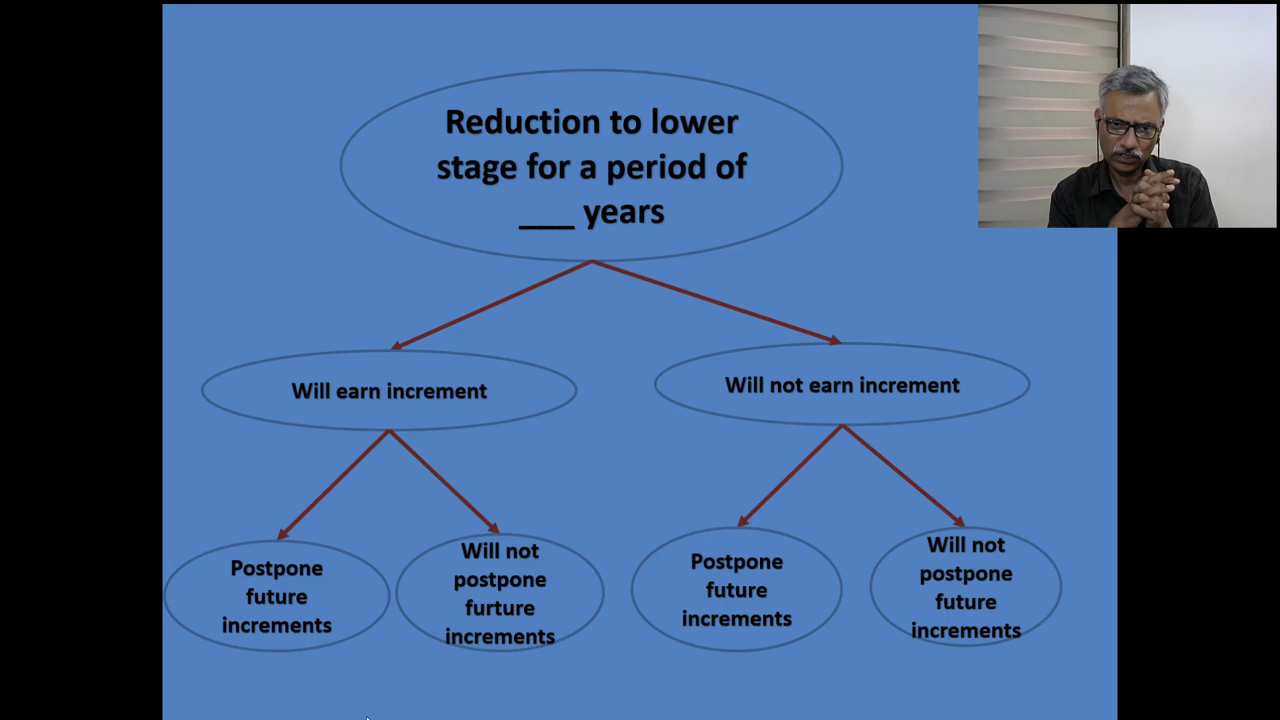 Reduction to lower
stage for a period of
___ years
Will earn increment
Will not earn increment
Postpone
future
increments
Will not
postpone
furture
increments
Postpone
future
increments
Will not
postpone
future
increments